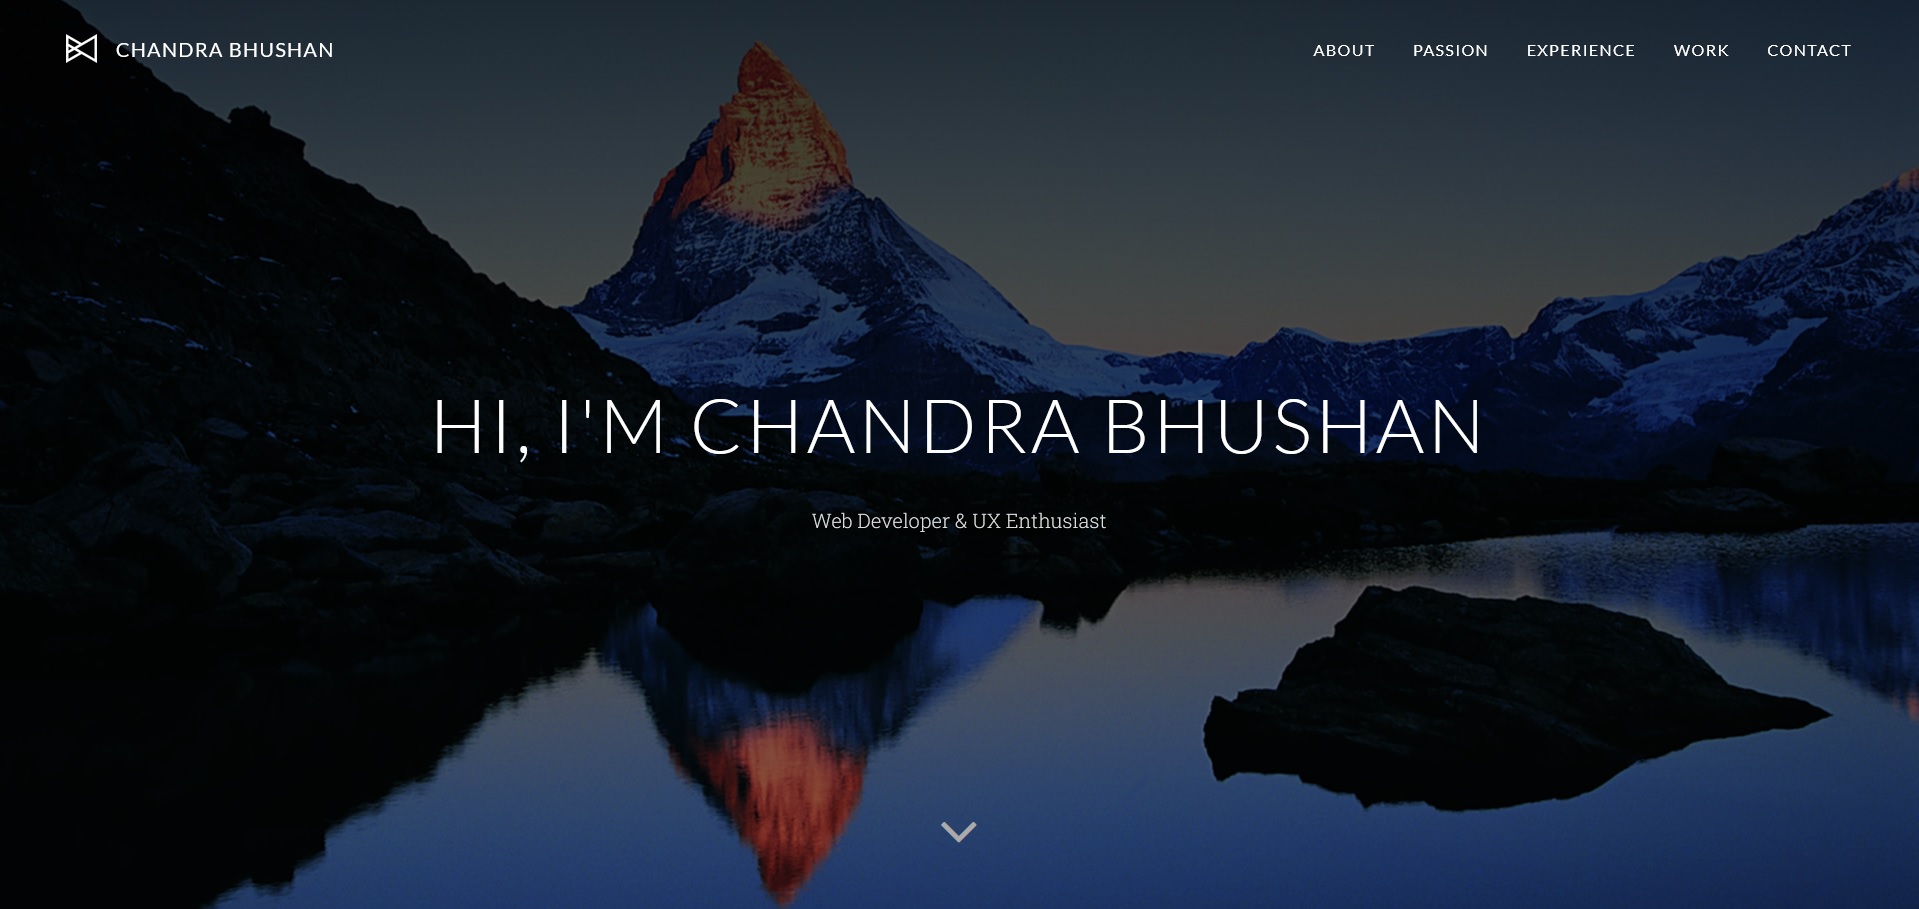 CHANDRA BHUSHAN
ABOUT PASSION EXPERIENCE WORK CONTACT
HI, I'M CHANDRA BHUSHAN
Web Developer & UX Enthusiast